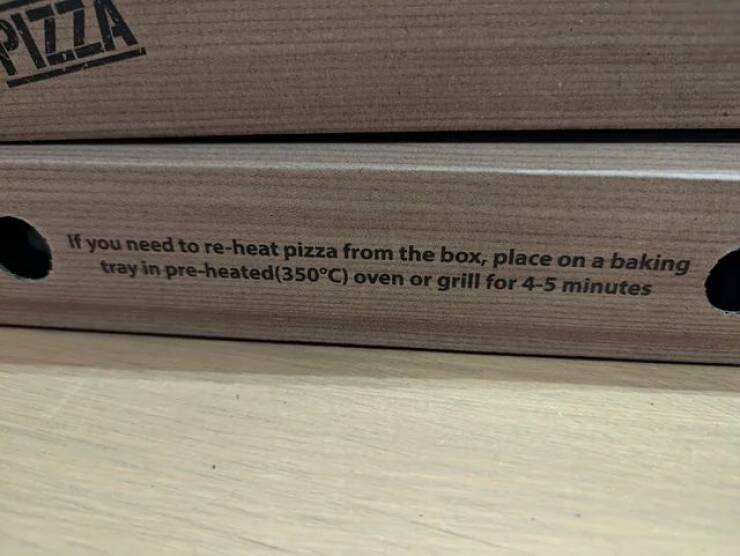 PIZZA
If you need to re-heat pizza from the box, place on a baking
tray in pre-heated(350°C) oven or grill for 4-5 minutes